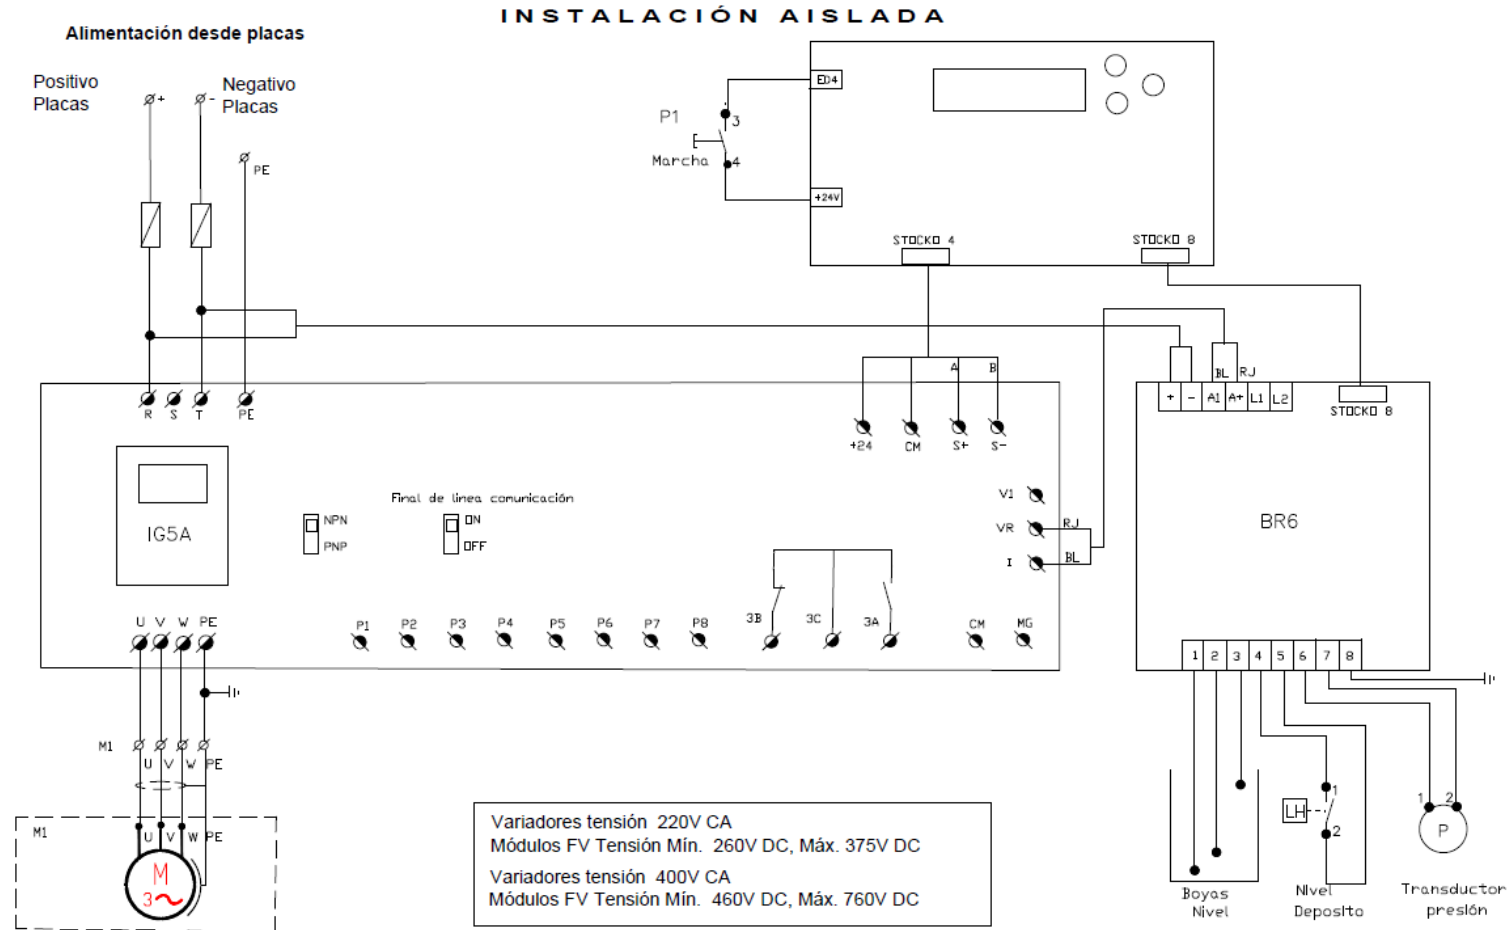 INSTALACIÓN AISLADA
Alimentación desde placas
Positivo
Placas
Negativo
Placas
+
-
PE
ED4
P1
3
Marcha
4
+24V
STOCKO 4
STOCKO 8
R
S
T
PE
A
B
+24
CM
S+
S-
BL
RJ
+
-
A1
A+
L1
L2
STOCKO 8
IG5A
Final de linea comunicación
NPN
PNP
ON
OFF
V1
VR
RJ
I
BL
BR6
U
V
W
PE
P1
P2
P3
P4
P5
P6
P7
P8
3B
3C
3A
CM
MG
1
2
3
4
5
6
7
8
M1
U
V
W
PE
M1
U
V
W
PE
M
3
Variadores tensión 220V CA
Módulos FV Tensión Mín. 260V DC, Máx. 375V DC
Variadores tensión 400V CA
Módulos FV Tensión Mín. 460V DC, Máx. 760V DC
LH
1
2
1
2
P
Boyas
Nivel
Nivel
Deposito
Transductor
presión